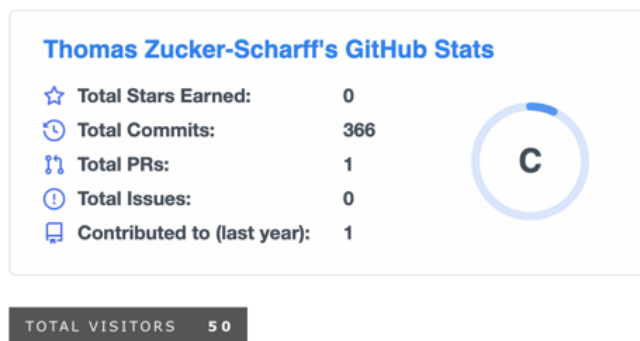 Thomas Zucker-Scharff's GitHub Stats
Total Stars Earned: 0
Total Commits: 366
Total PRs: 1
Total Issues: 0
Contributed to (last year): 1
C
TOTAL VISITORS 50